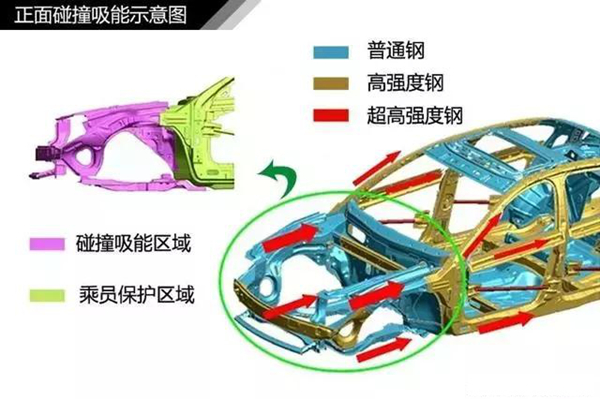 正面碰撞吸能示意图
普通钢
高强度钢
超高强度钢
碰撞吸能区域
乘员保护区域